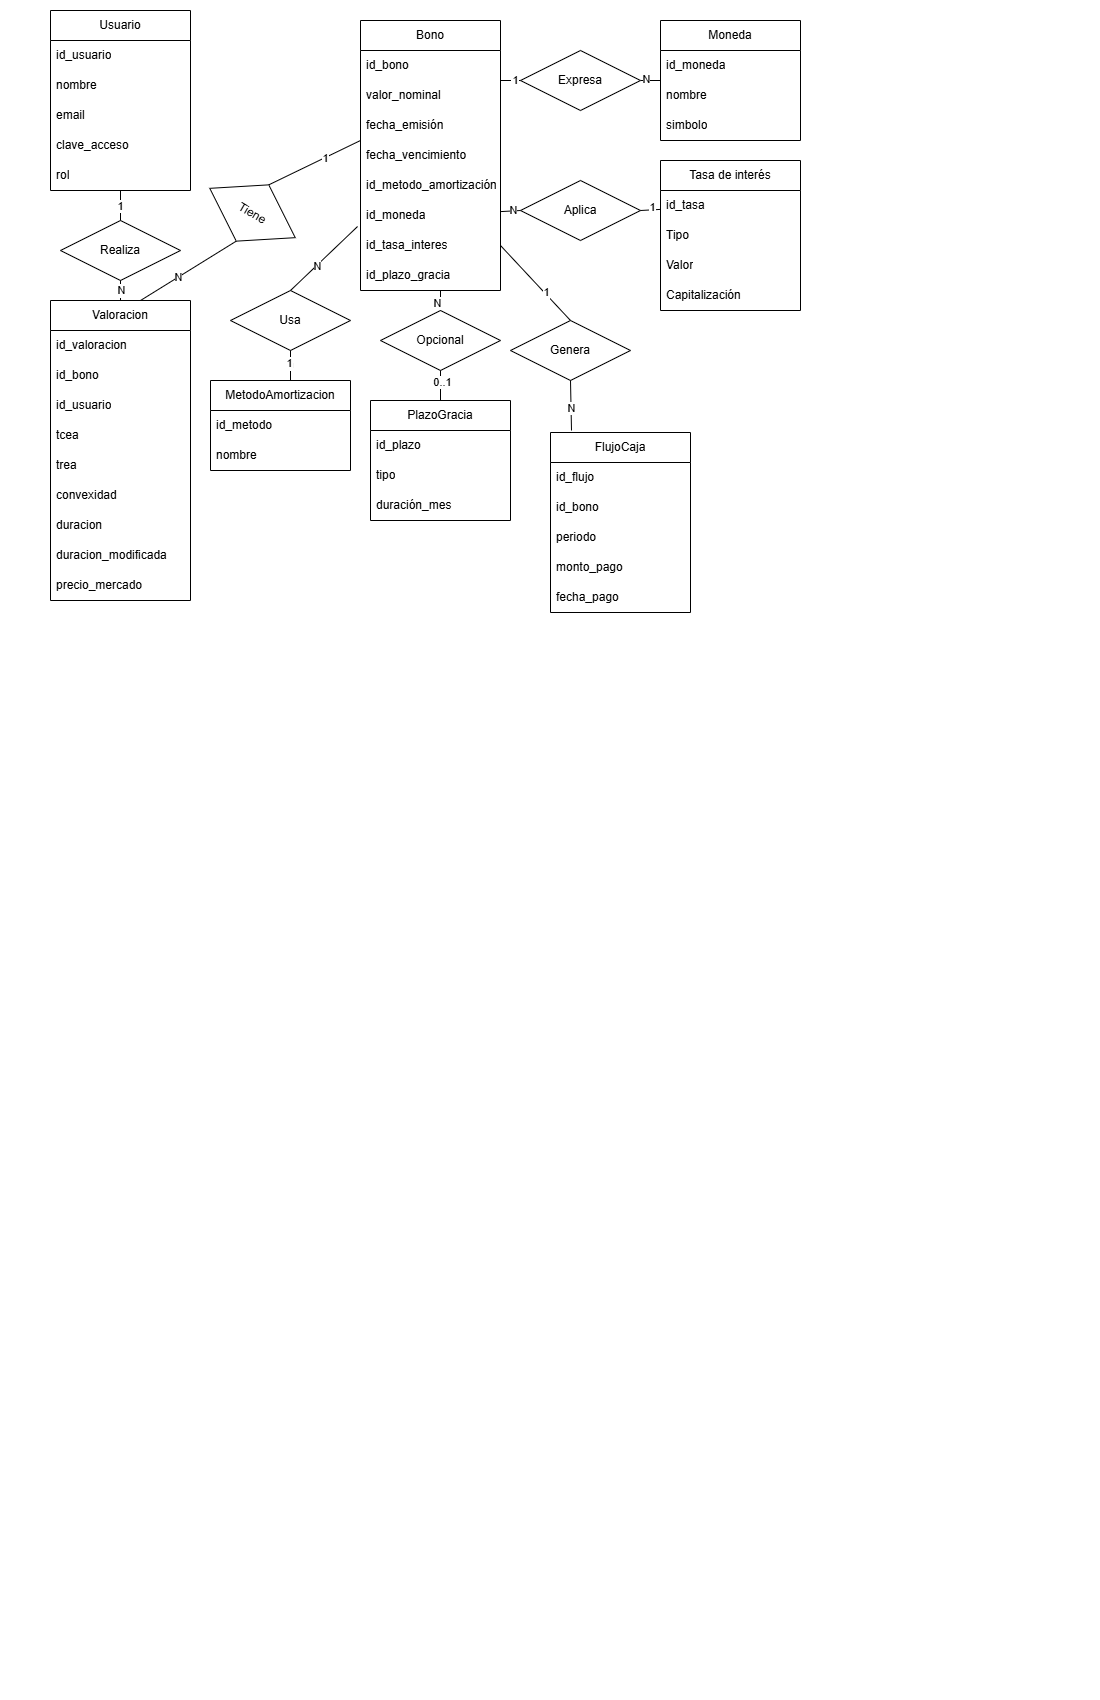 Usuario
id_usuario
nombre
email
clave_acceso
rol
1
Realiza
N
Valoracion
id_valoracion
id_bono
id_usuario
tcea
trea
convexidad
duracion
duracion_modificada
precio_mercado
1
Tiene
N
Bono
id_bono
valor_nominal
fecha_emisión
fecha_vencimiento
id_metodo_amortización
id_moneda
id_tasa_interes
id_plazo_gracia
N
Usa
1
MetodoAmortizacion
id_metodo
nombre
N
Opcional
0..1
PlazoGracia
id_plazo
tipo
duración_mes
1
Expresa
N
Moneda
id_moneda
nombre
simbolo
N
Aplica
1
Tasa de interés
id_tasa
Tipo
Valor
Capitalización
1
Genera
N
FlujoCaja
id_flujo
id_bono
periodo
monto_pago
fecha_pago